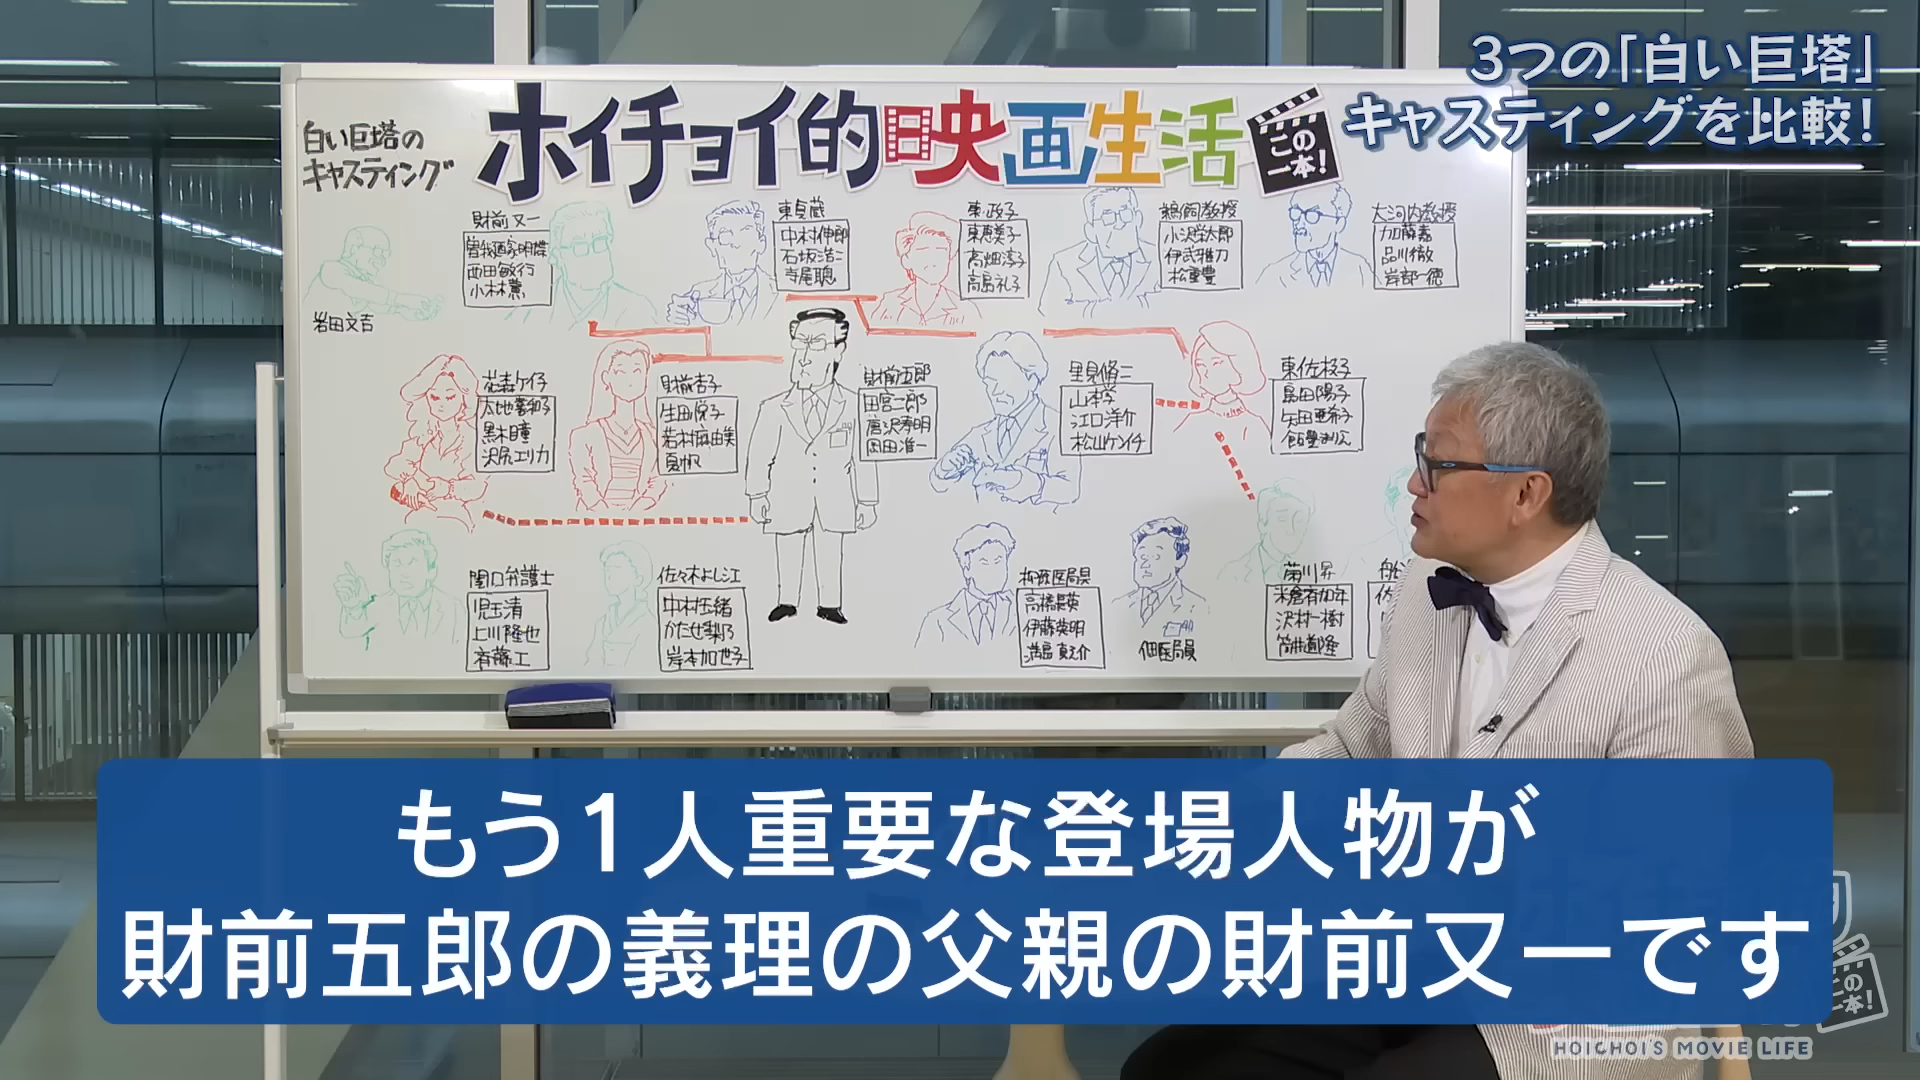 3つの「白い巨塔」
キャスティングを比較!
白い巨塔の
キャスティング
ホイチョイ的映画生活
この
一本!
財前又一
曽我廼家明蝶
西田敏行
小林薫
東貞蔵
中村伸郎
石坂浩二
寺尾聰
東政子
東恵美子
高畑淳子
高島礼子
鵜飼教授
小沢栄太郎
伊武雅刀
松重豊
大河内教授
加藤嘉
品川徹
岸部一徳
岩田文吉
花森ケイ子
太地喜和子
黒木瞳
沢尻エリカ
財前杏子
生田悦子
若村麻由美
夏帆
財前五郎
田宮二郎
唐沢寿明
岡田准一
里見脩二
山本学
江口洋介
松山ケンイチ
東佐枝子
島田陽子
矢田亜希子
飯豊まりえ
関口弁護士
児玉清
上川隆也
斎藤工
佐々木よし江
中村玉緒
かたせ梨乃
岸本加世子
高橋長英
伊藤英明
満島真之介
佃医局員
菊川昇
米倉斉加年
沢村一樹
筒井道隆
もう1人重要な登場人物が
財前五郎の義理の父親の財前又一です
この
一本!
HOICHOI'S MOVIE LIFE